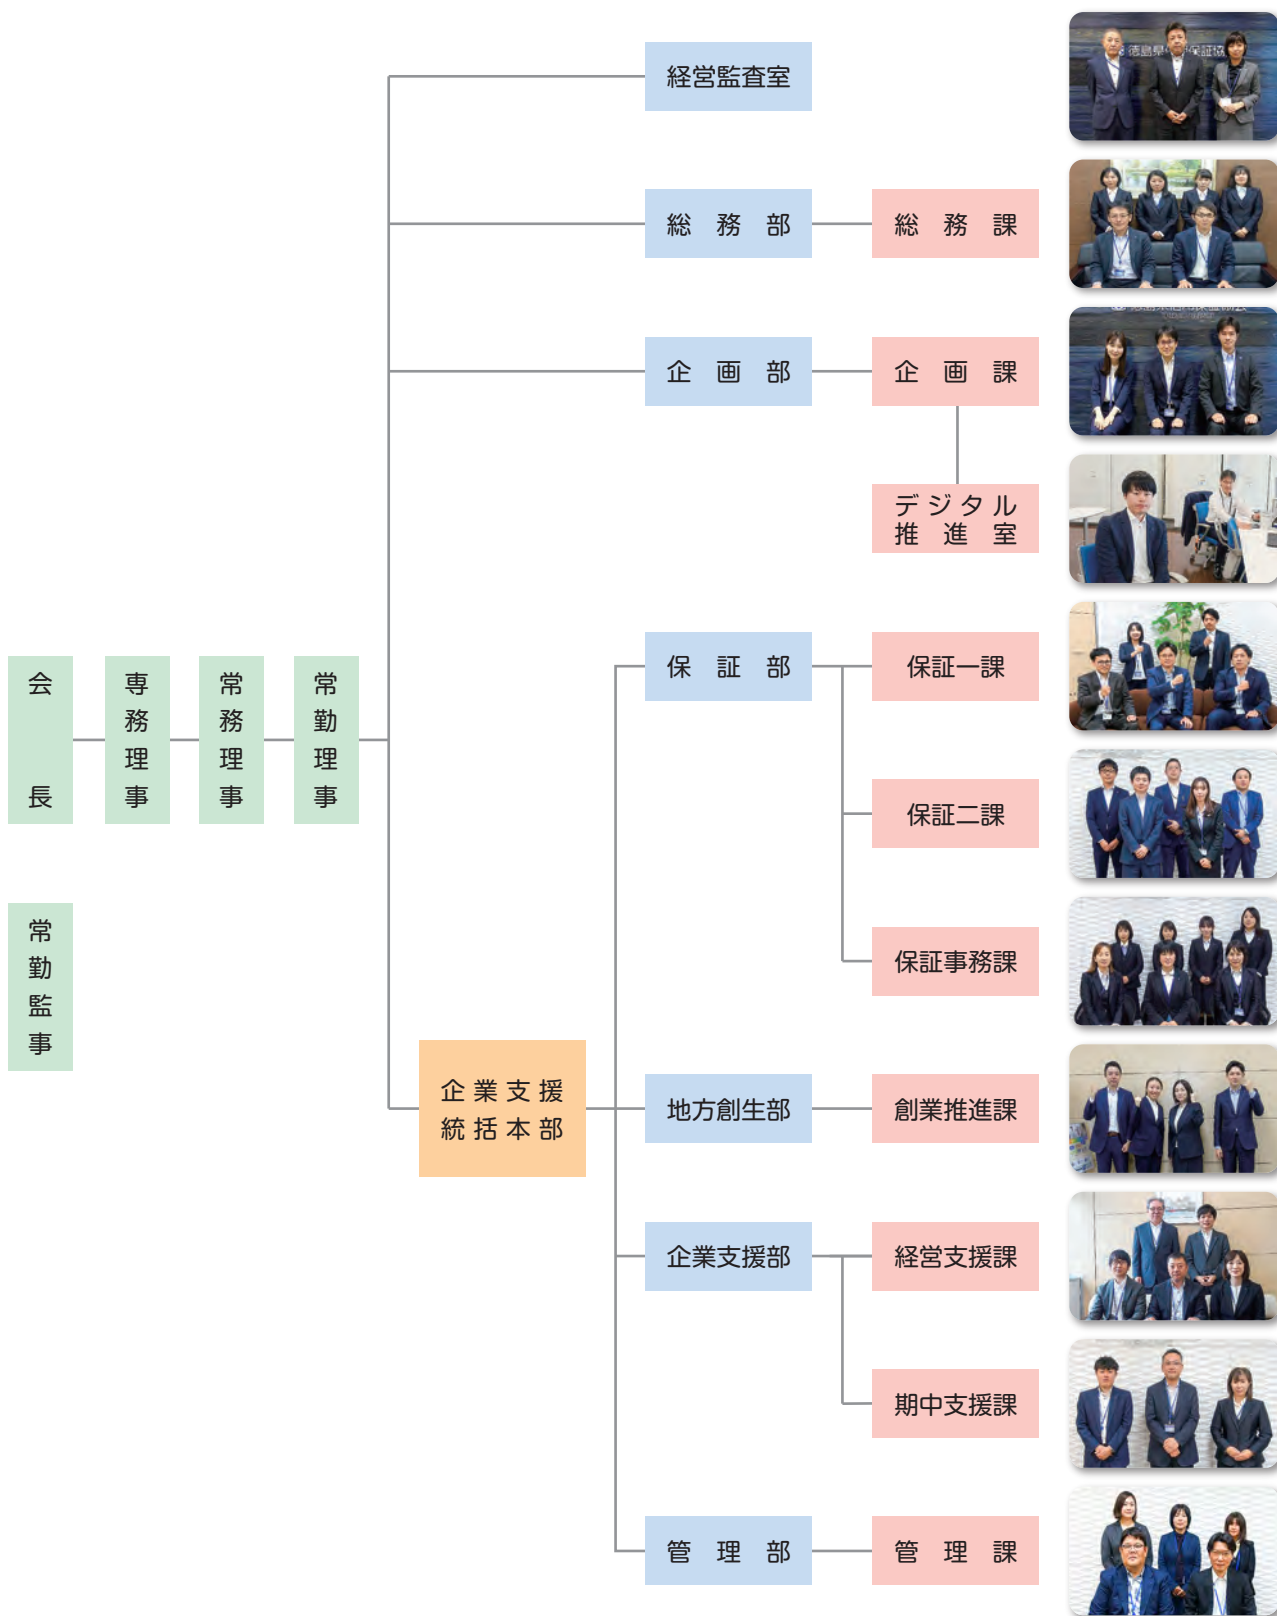 経営監査室
総務部
総務課
企画部
企画課
デジタル
推進室
会長
専務理事
常務理事
常勤理事
常勤監事
企業支援
統括本部
保証部
保証一課
保証二課
保証事務課
地方創生部
創業推進課
企業支援部
経営支援課
期中支援課
管理部
管理課